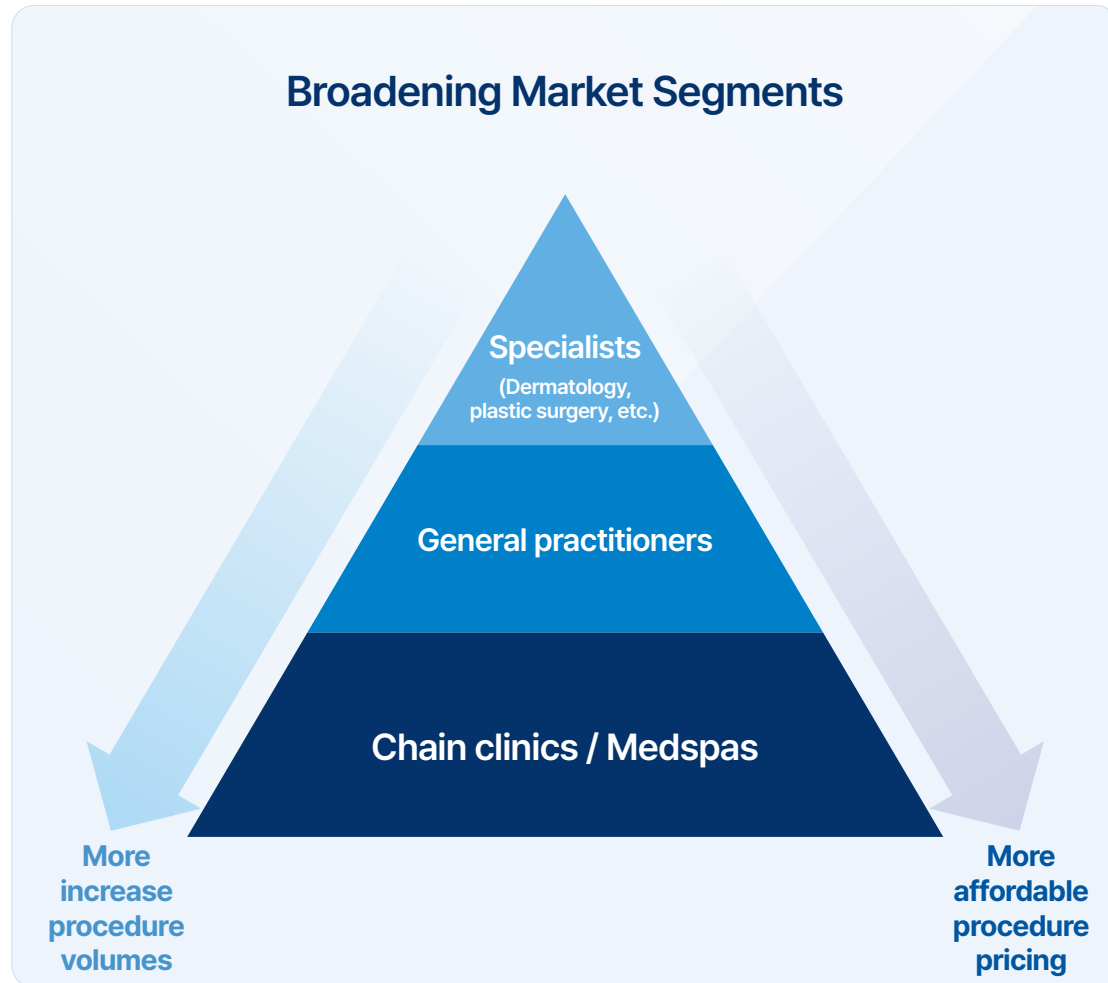 Broadening Market Segments
Specialists
(Dermatology,
plastic surgery, etc.)
General practitioners
Chain clinics / Medspas
More
increase
procedure
volumes
More
affordable
procedure
pricing